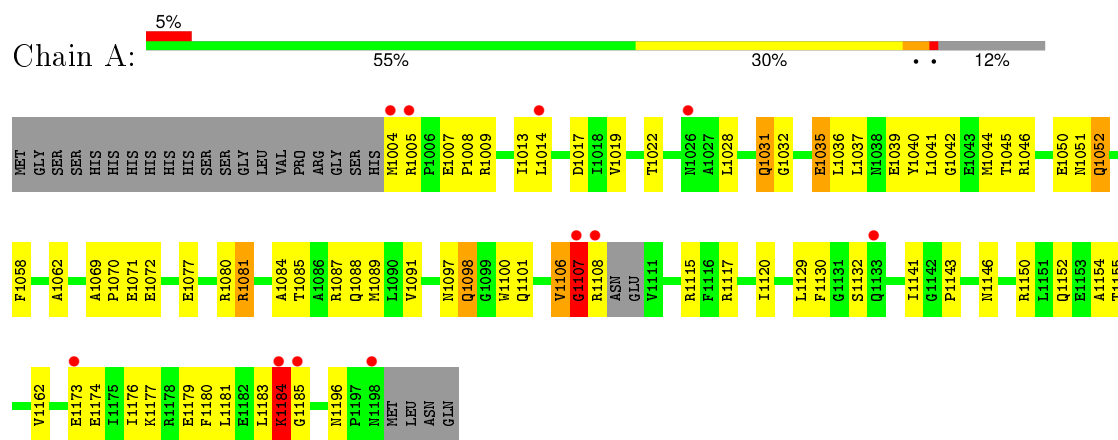 5%
Chain A:
55% 30% • • 12%
MET GLY SER SER HIS HIS HIS HIS HIS HIS SER SER GLY LEU VAL PRO ARG GLY SER HIS M1004 R1005 P1006 E1007 P1008 R1009 I1013 L1014 D1017 I1018 V1019 T1022 N1026 A1027 L1028 Q1031 G1032 E1035 L1036 L1037 N1038 E1039 Y1040 L1041 G1042 E1043 M1044 T1045 R1046 E1050 N1051 Q1052
F1058 A1062 A1069 P1070 E1071 E1072 E1077 R1080 R1081 A1084 T1085 A1086 R1087 Q1088 M1089 L1090 V1091 N1097 Q1098 G1099 W1100 Q1101 V1106 G1107 R1108 ASN GLU V1111 R1115 F1116 R1117 I1120 L1129 F1130 G1131 S1132 Q1133 I1141 G1142 P1143 N1146 R1150 L1151 Q1152 E1153 A1154 T1155
V1162 E1173 E1174 I1175 I1176 K1177 R1178 E1179 F1180 L1181 E1182 L1183 K1184 G1185 N1196 P1197 N1198 MET LEU ASN GLN